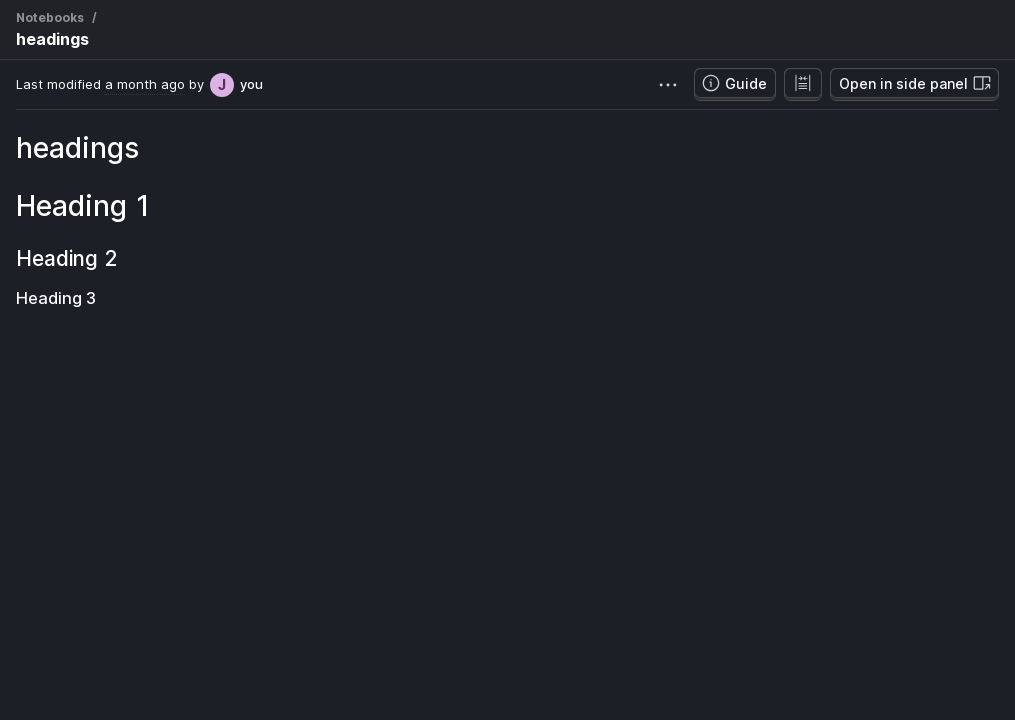 Notebooks /
headings
Last modified a month ago by J you
Guide
Open in side panel
headings
Heading 1
Heading 2
Heading 3